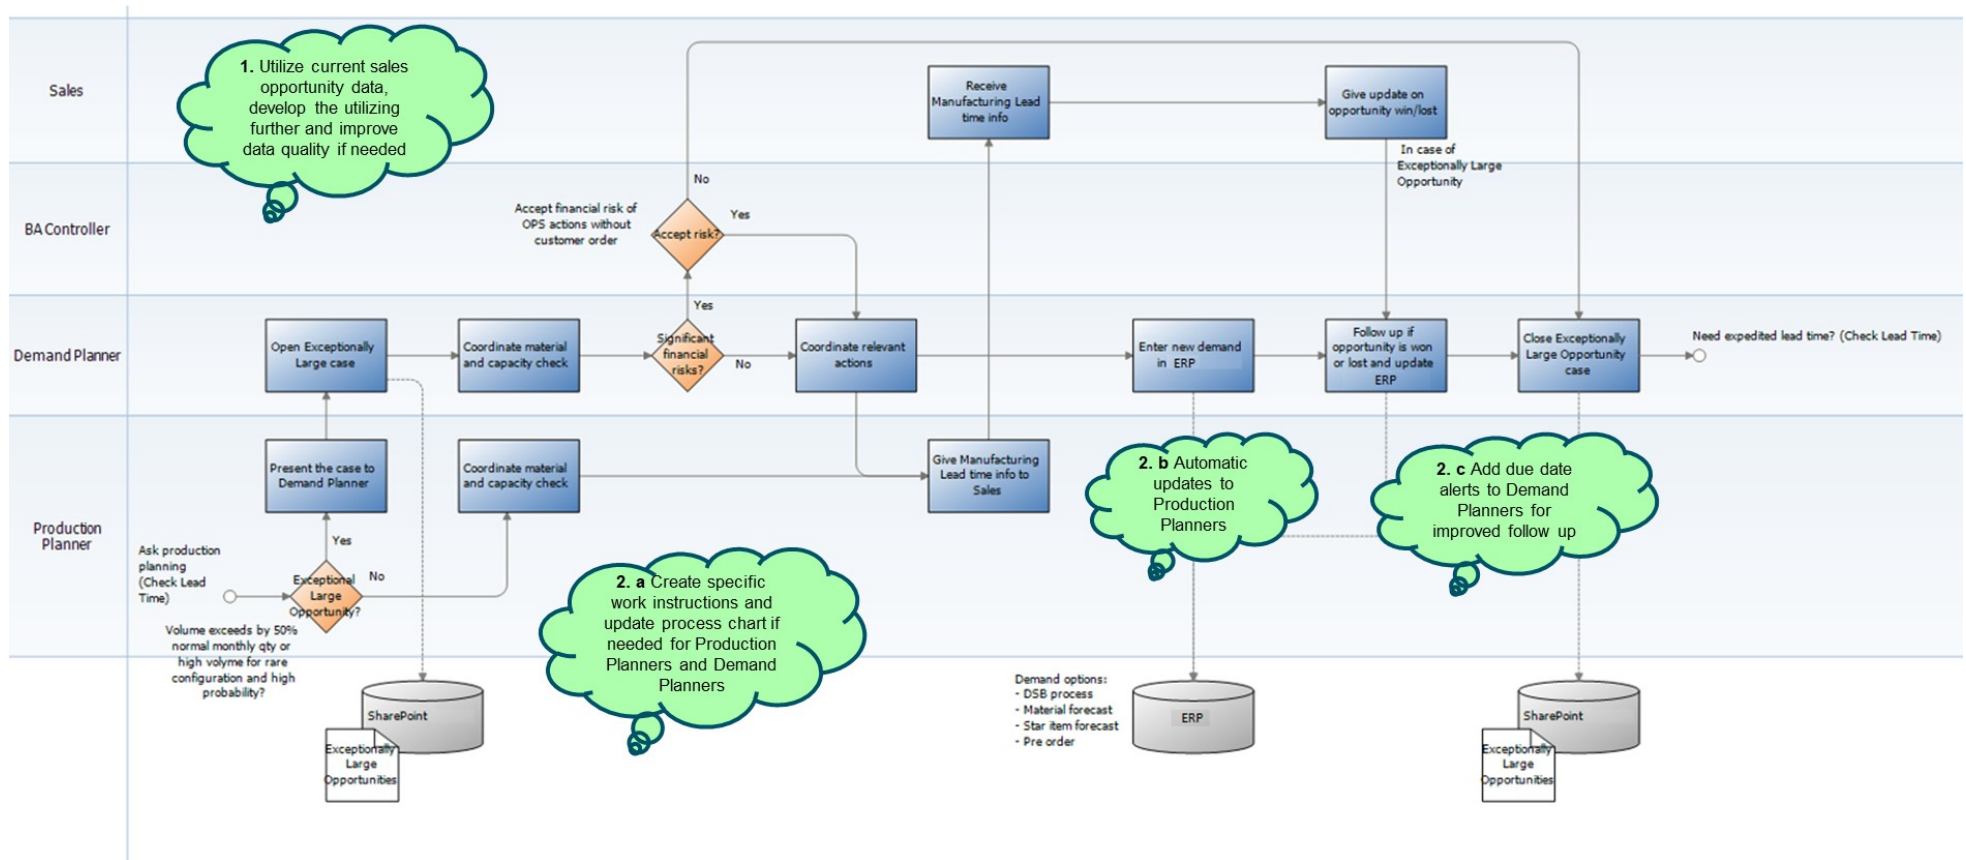 Sales
1. Utilize current sales
opportunity data,
develop the utilizing
further and improve
data quality if needed
Receive
Manufacturing Lead
time info
Give update on
opportunity win/lost
In case of
Exceptionally Large
Opportunity
BA Controller
Accept financial risk of
OPS actions without
customer order
No
Accept risk?
Yes
Demand Planner
Open Exceptionally
Large case
Coordinate material
and capacity check
Yes
Significant
financial
risks?
No
Coordinate relevant
actions
Enter new demand
in ERP
Follow up if
opportunity is won
or lost and update
ERP
Close Exceptionally
Large Opportunity
case
Need expedited lead time? (Check Lead Time)
Production
Planner
Present the case to
Demand Planner
Coordinate material
and capacity check
Give Manufacturing
Lead time info to
Sales
2. b Automatic
updates to
Production
Planners
2. c Add due date
alerts to Demand
Planners for
improved follow up
Ask production
planning
(Check Lead
Time)
Yes
Exceptional
Large
Opportunity?
No
Volume exceeds by 50%
normal monthly qty or
high volyme for rare
configuration and high
probability?
2. a Create specific
work instructions and
update process chart if
needed for Production
Planners and Demand
Planners
SharePoint
Exceptionally
Large
Opportunities
Demand options:
- DSB process
- Material forecast
- Star item forecast
- Pre order
ERP
SharePoint
Exceptionally
Large
Opportunities